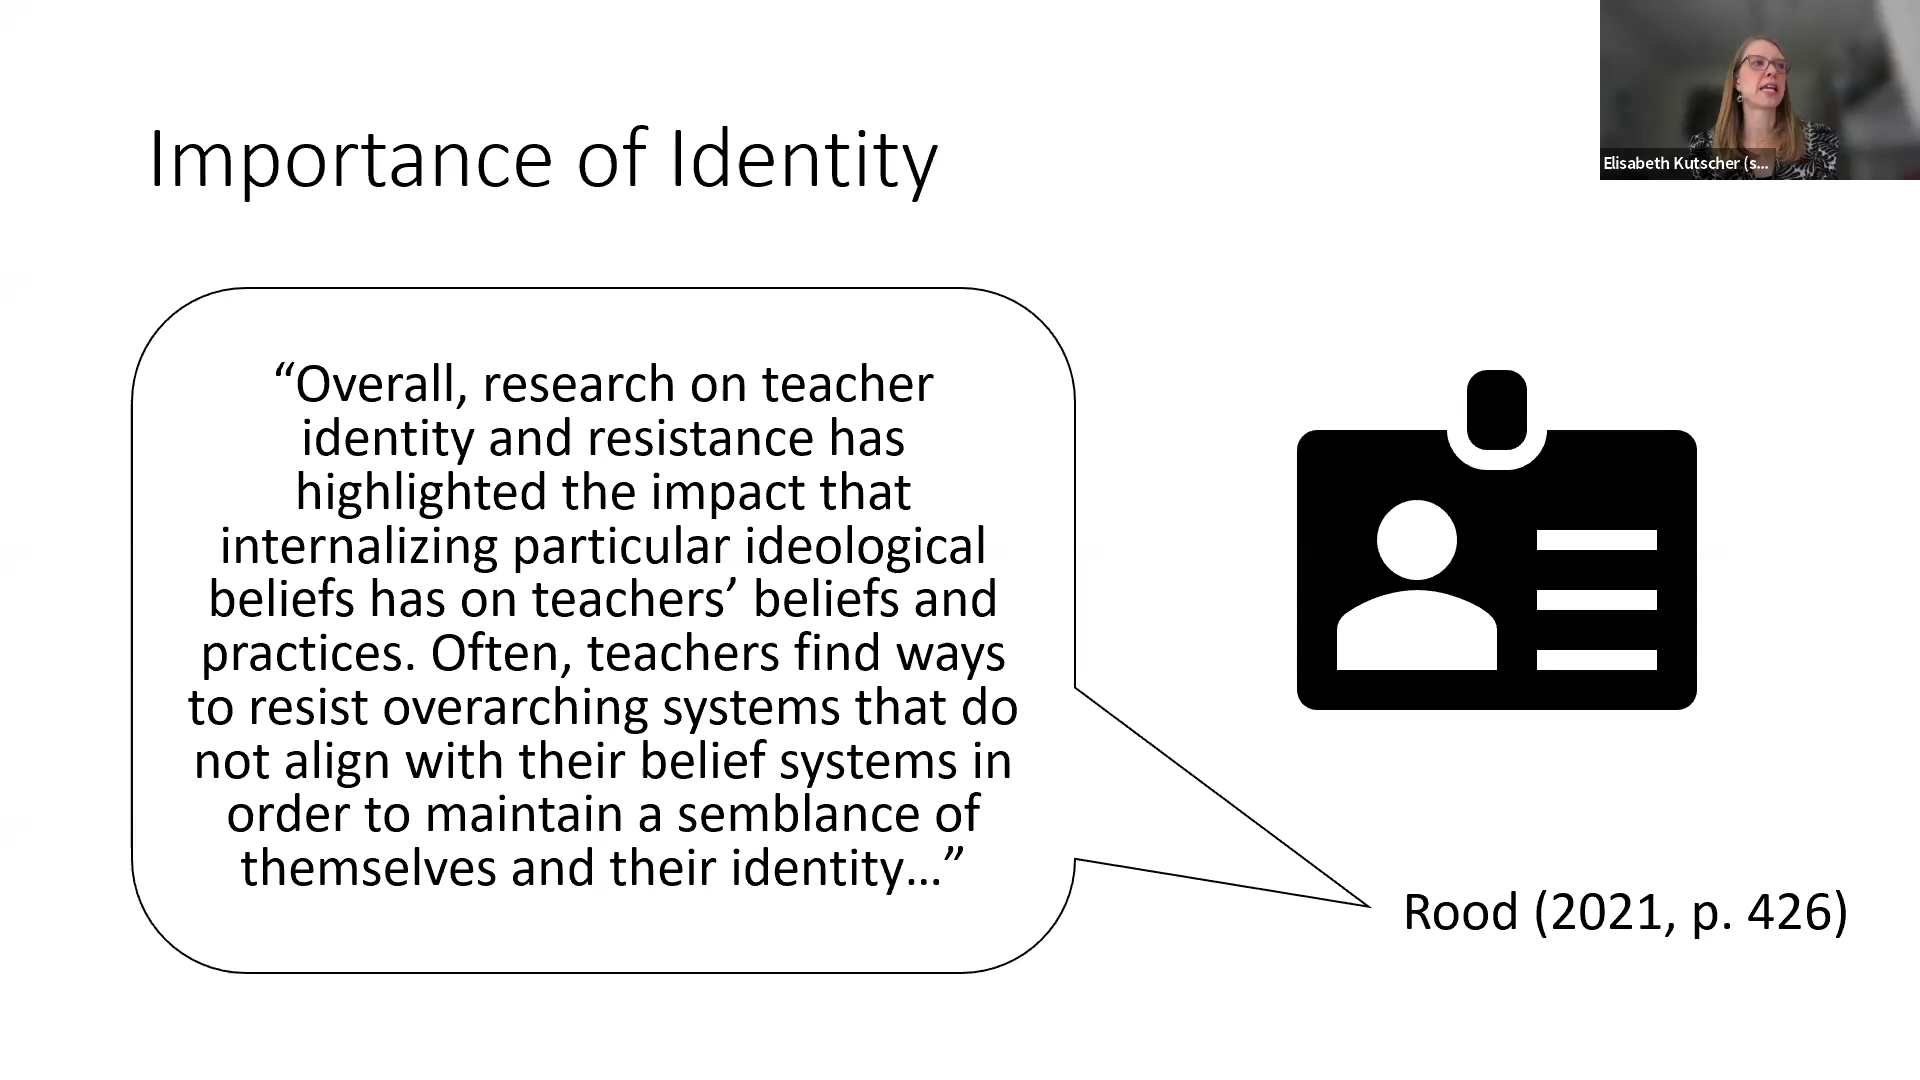 Importance of Identity
Elisabeth Kutscher (s...
“Overall, research on teacher
identity and resistance has
highlighted the impact that
internalizing particular ideological
beliefs has on teachers’ beliefs and
practices. Often, teachers find ways
to resist overarching systems that do
not align with their belief systems in
order to maintain a semblance of
themselves and their identity…”
Rood (2021, p. 426)